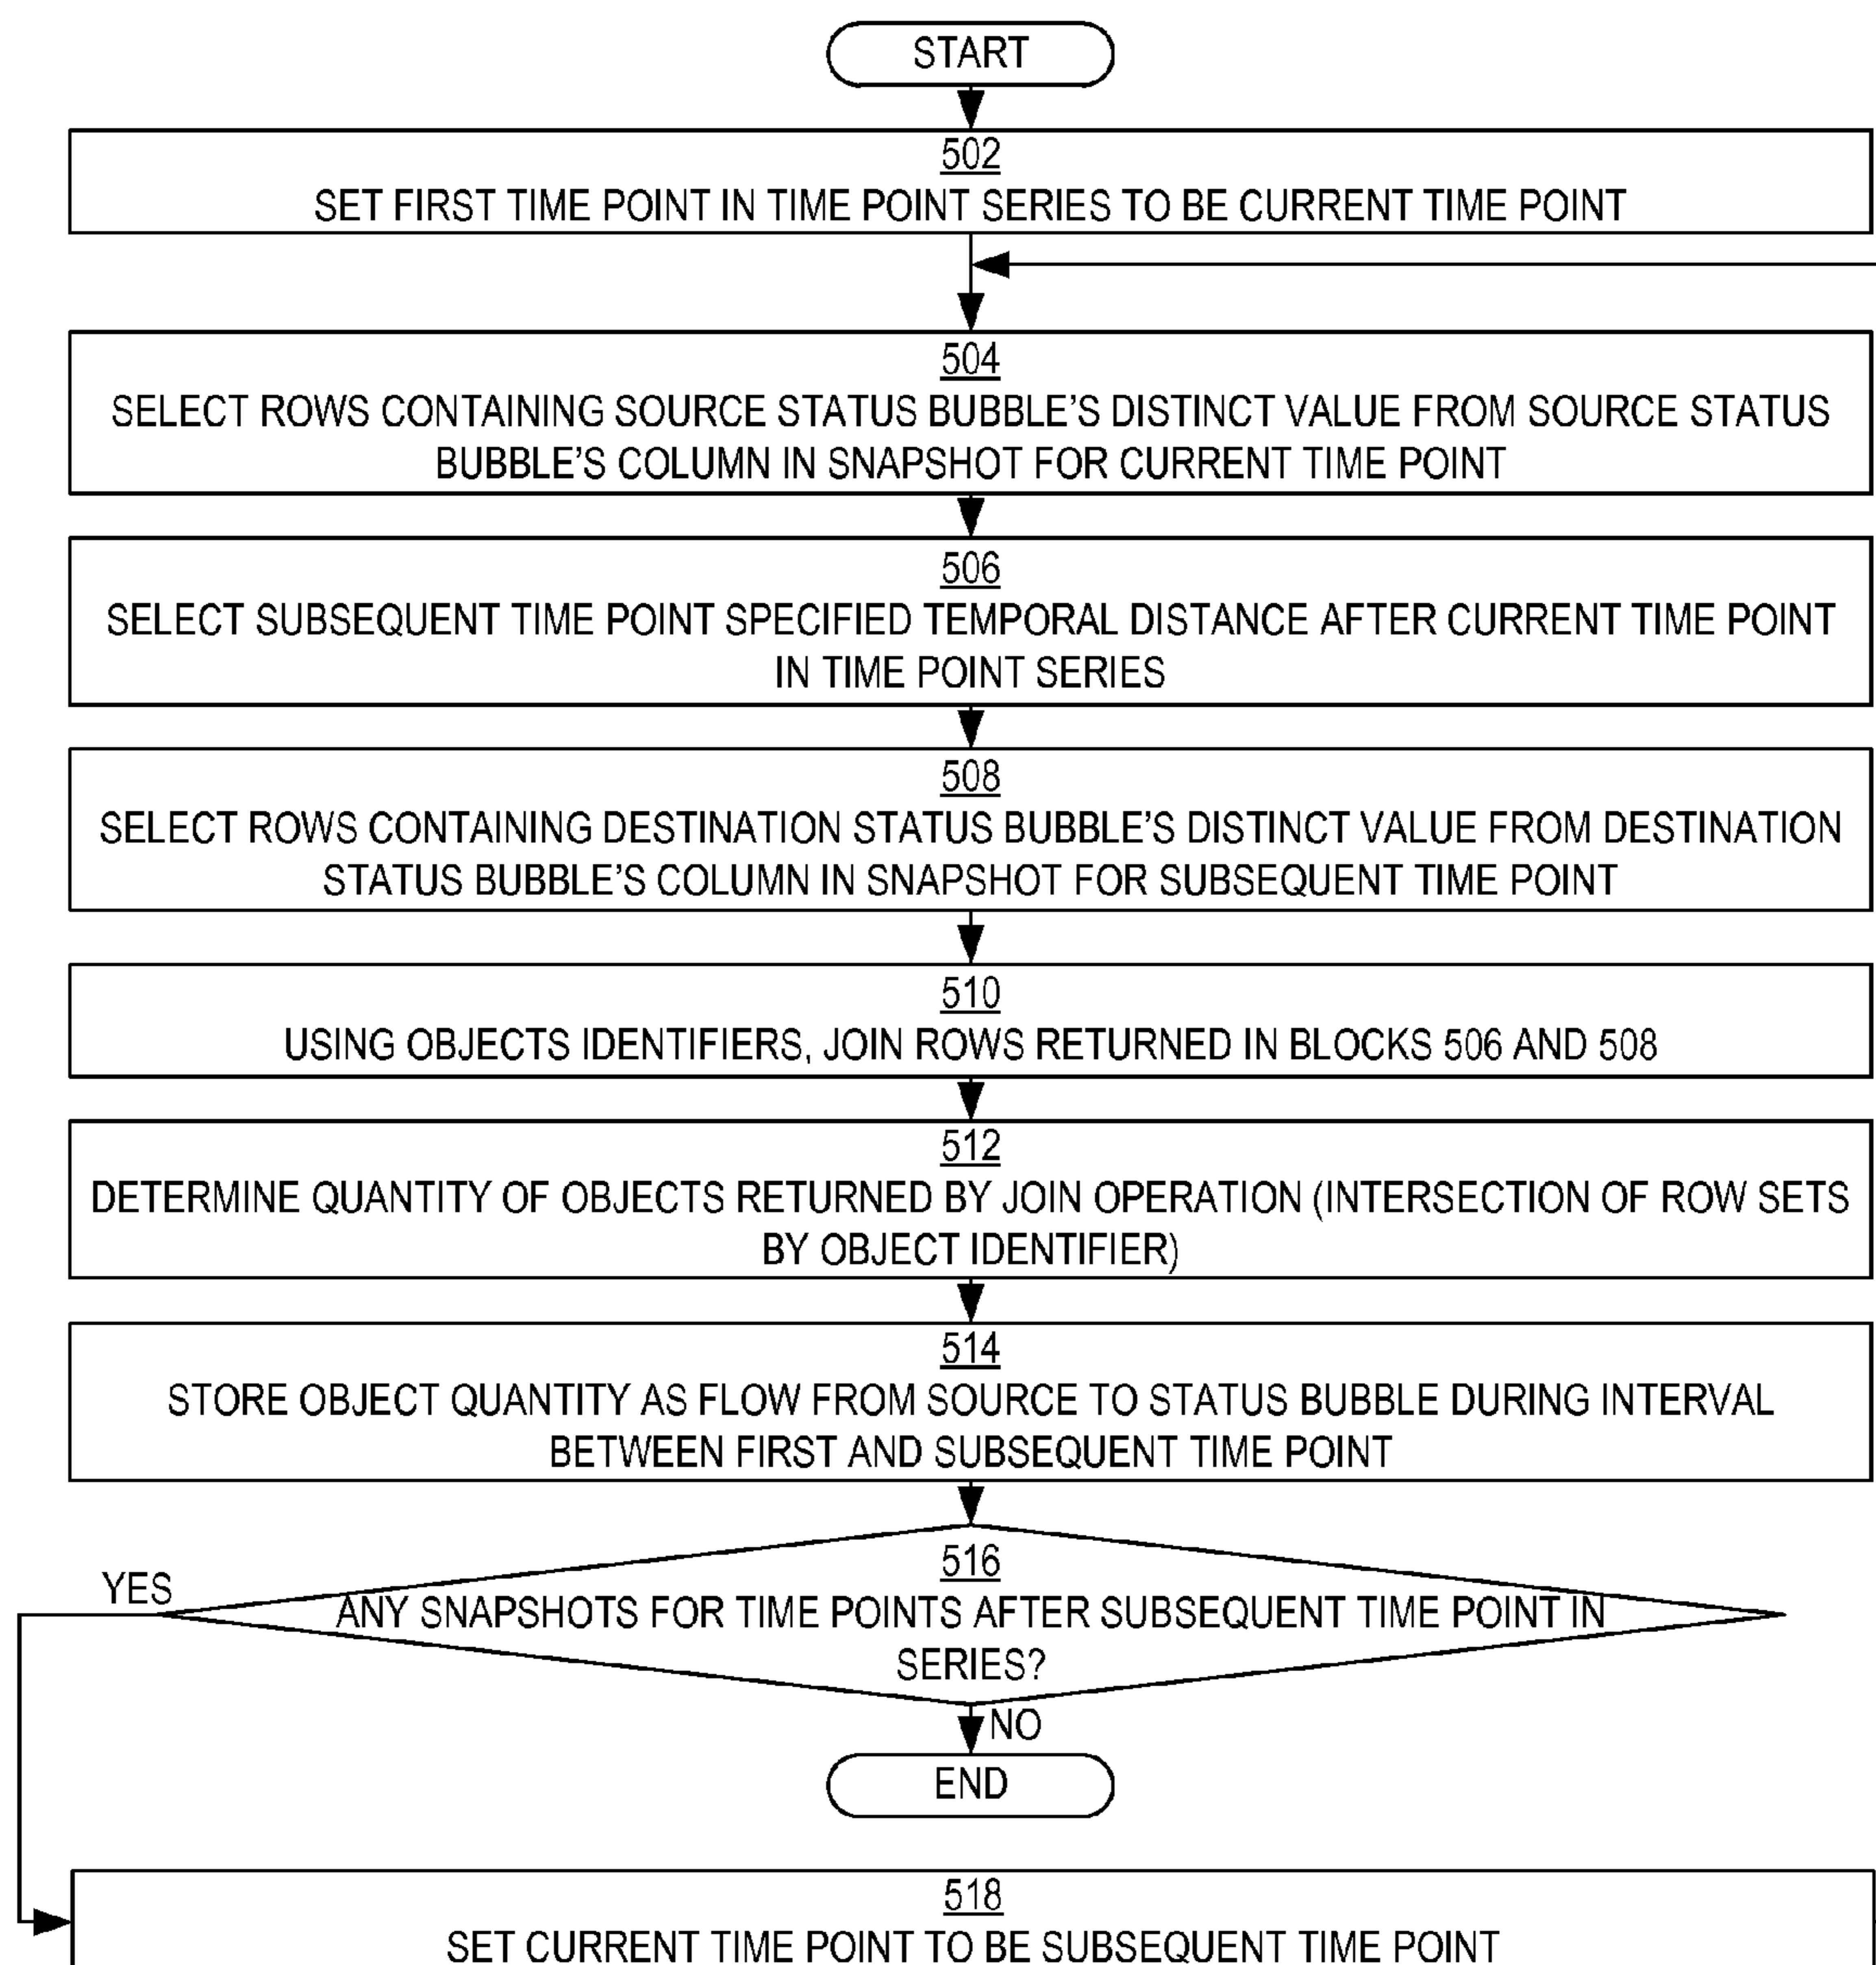 START
502
SET FIRST TIME POINT IN TIME POINT SERIES TO BE CURRENT TIME POINT
504
SELECT ROWS CONTAINING SOURCE STATUS BUBBLE'S DISTINCT VALUE FROM SOURCE STATUS
BUBBLE'S COLUMN IN SNAPSHOT FOR CURRENT TIME POINT
506
SELECT SUBSEQUENT TIME POINT SPECIFIED TEMPORAL DISTANCE AFTER CURRENT TIME POINT
IN TIME POINT SERIES
508
SELECT ROWS CONTAINING DESTINATION STATUS BUBBLE'S DISTINCT VALUE FROM DESTINATION
STATUS BUBBLE'S COLUMN IN SNAPSHOT FOR SUBSEQUENT TIME POINT
510
USING OBJECTS IDENTIFIERS, JOIN ROWS RETURNED IN BLOCKS 506 AND 508
512
DETERMINE QUANTITY OF OBJECTS RETURNED BY JOIN OPERATION (INTERSECTION OF ROW SETS
BY OBJECT IDENTIFIER)
514
STORE OBJECT QUANTITY AS FLOW FROM SOURCE TO STATUS BUBBLE DURING INTERVAL
BETWEEN FIRST AND SUBSEQUENT TIME POINT
516
YES
ANY SNAPSHOTS FOR TIME POINTS AFTER SUBSEQUENT TIME POINT IN
SERIES?
NO
END
518
SET CURRENT TIME POINT TO BE SUBSEQUENT TIME POINT